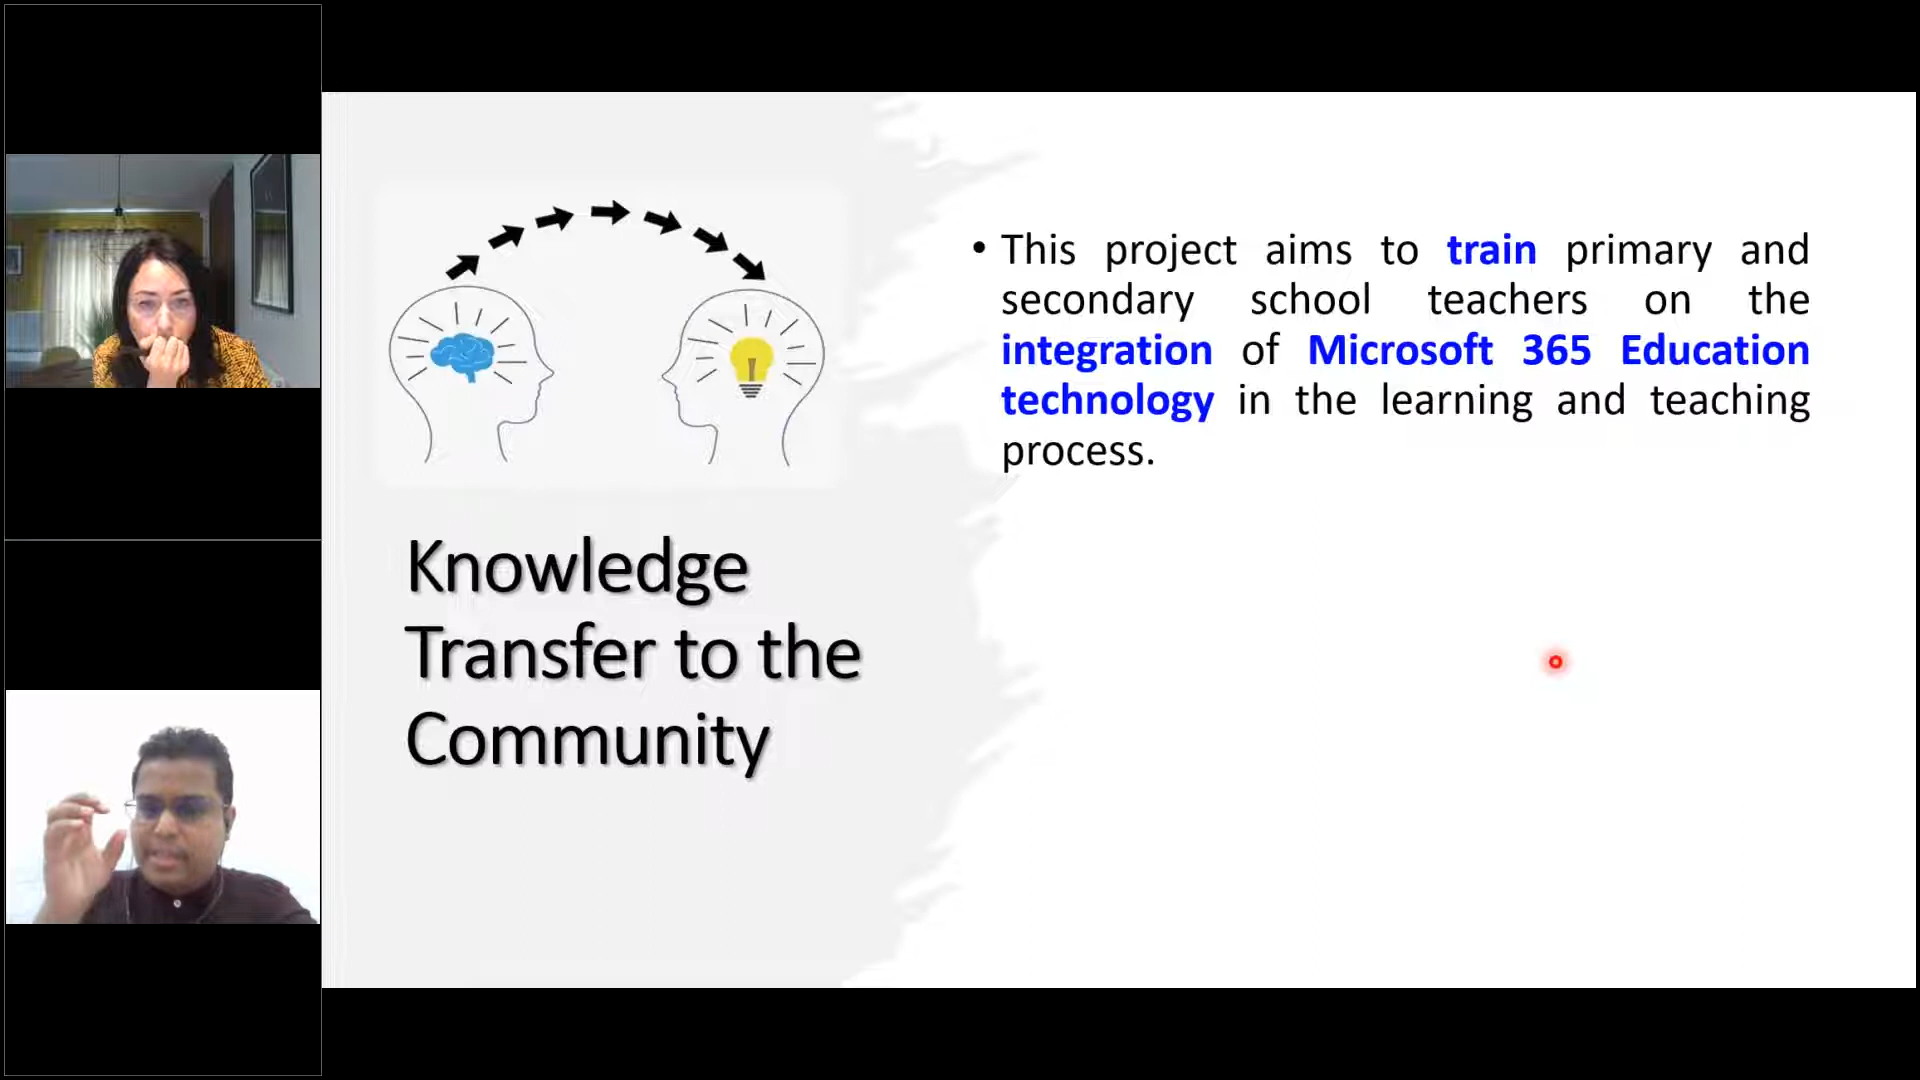 Knowledge
Transfer to the
Community
• This project aims to train primary and
secondary school teachers on the
integration of Microsoft 365 Education
technology in the learning and teaching
process.